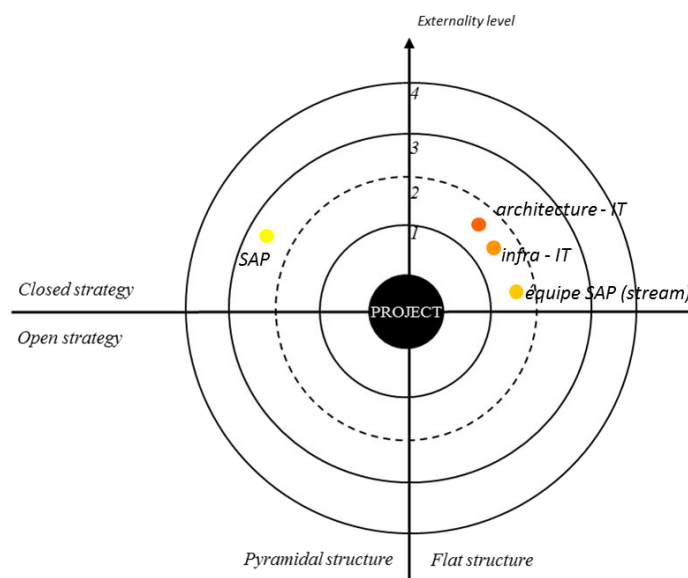 Externality level
4
3
2
1
architecture - IT
infra - IT
SAP
equipe SAP (stream)
Closed strategy
PROJECT
Open strategy
Pyramidal structure
Flat structure